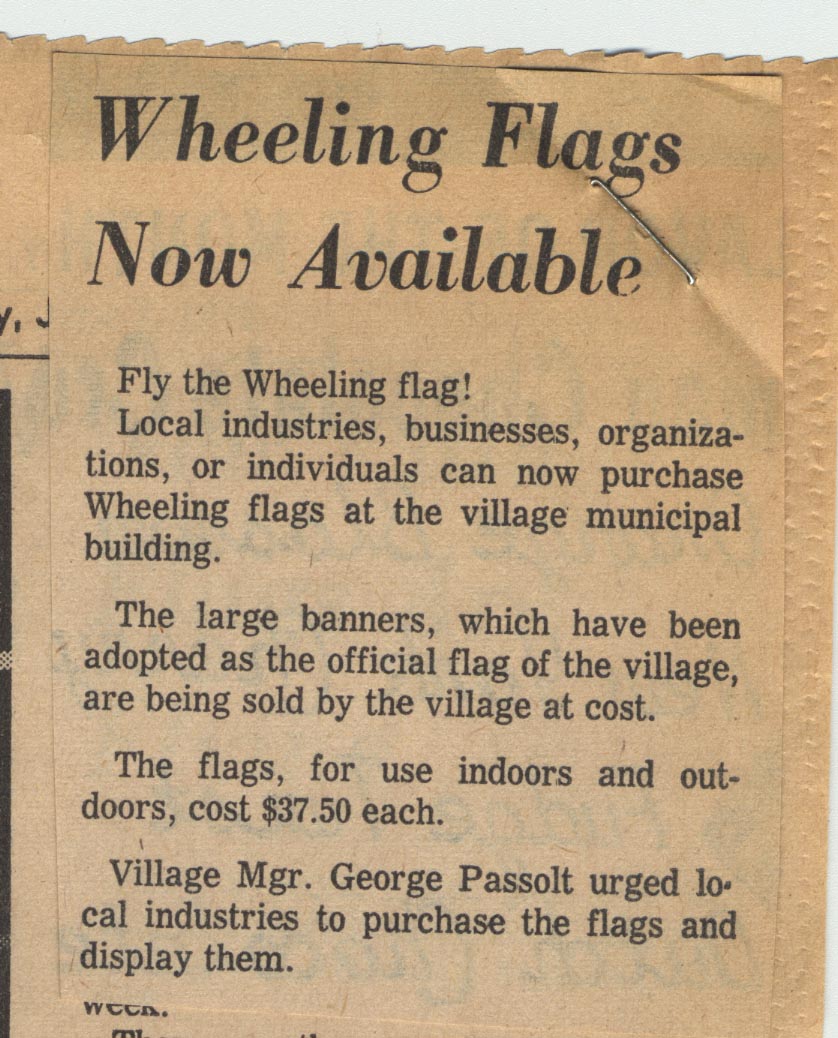 Wheeling Flags
Now Available
Fly the Wheeling flag!
Local industries, businesses, organiza-
tions, or individuals can now purchase
Wheeling flags at the village municipal
building.
The large banners, which have been
adopted as the official flag of the village,
are being sold by the village at cost.
The flags, for use indoors and out-
doors, cost $37.50 each.
Village Mgr. George Passolt urged lo-
cal industries to purchase the flags and
display them.
week.